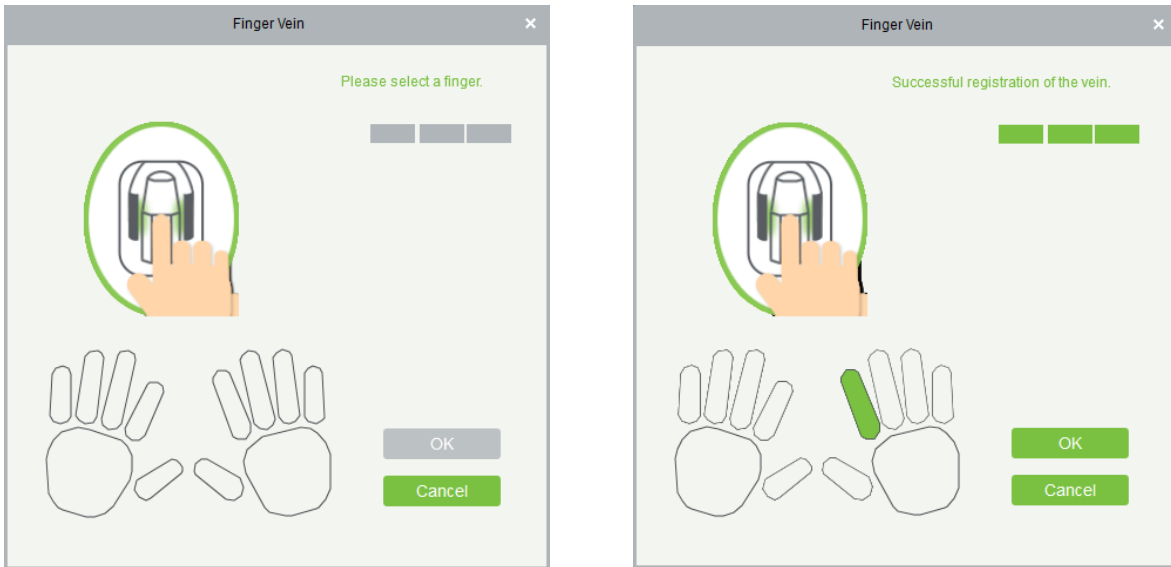 Finger Vein ×
Please select a finger.
OK
Cancel
Finger Vein ×
Successful registration of the vein.
OK
Cancel